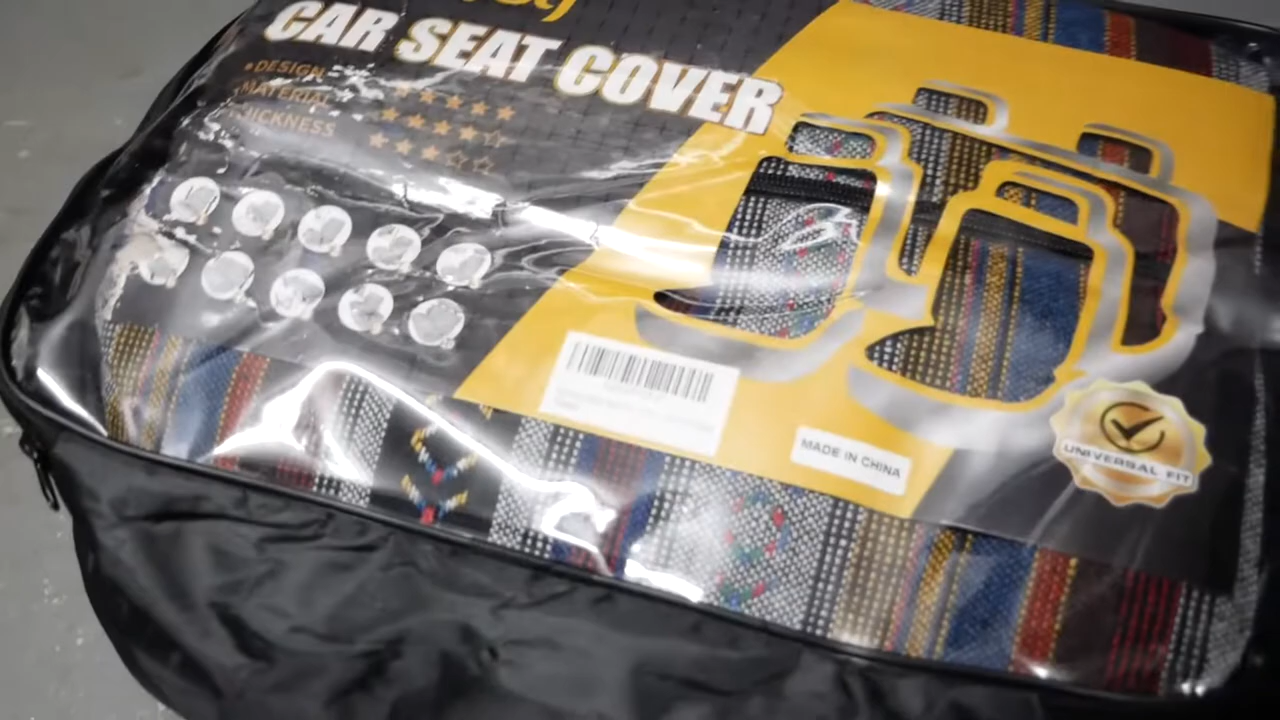 CAR SEAT COVER
•DESIGN
•MATERIAL
THICKNESS
MADE IN CHINA
UNIVERSAL FIT